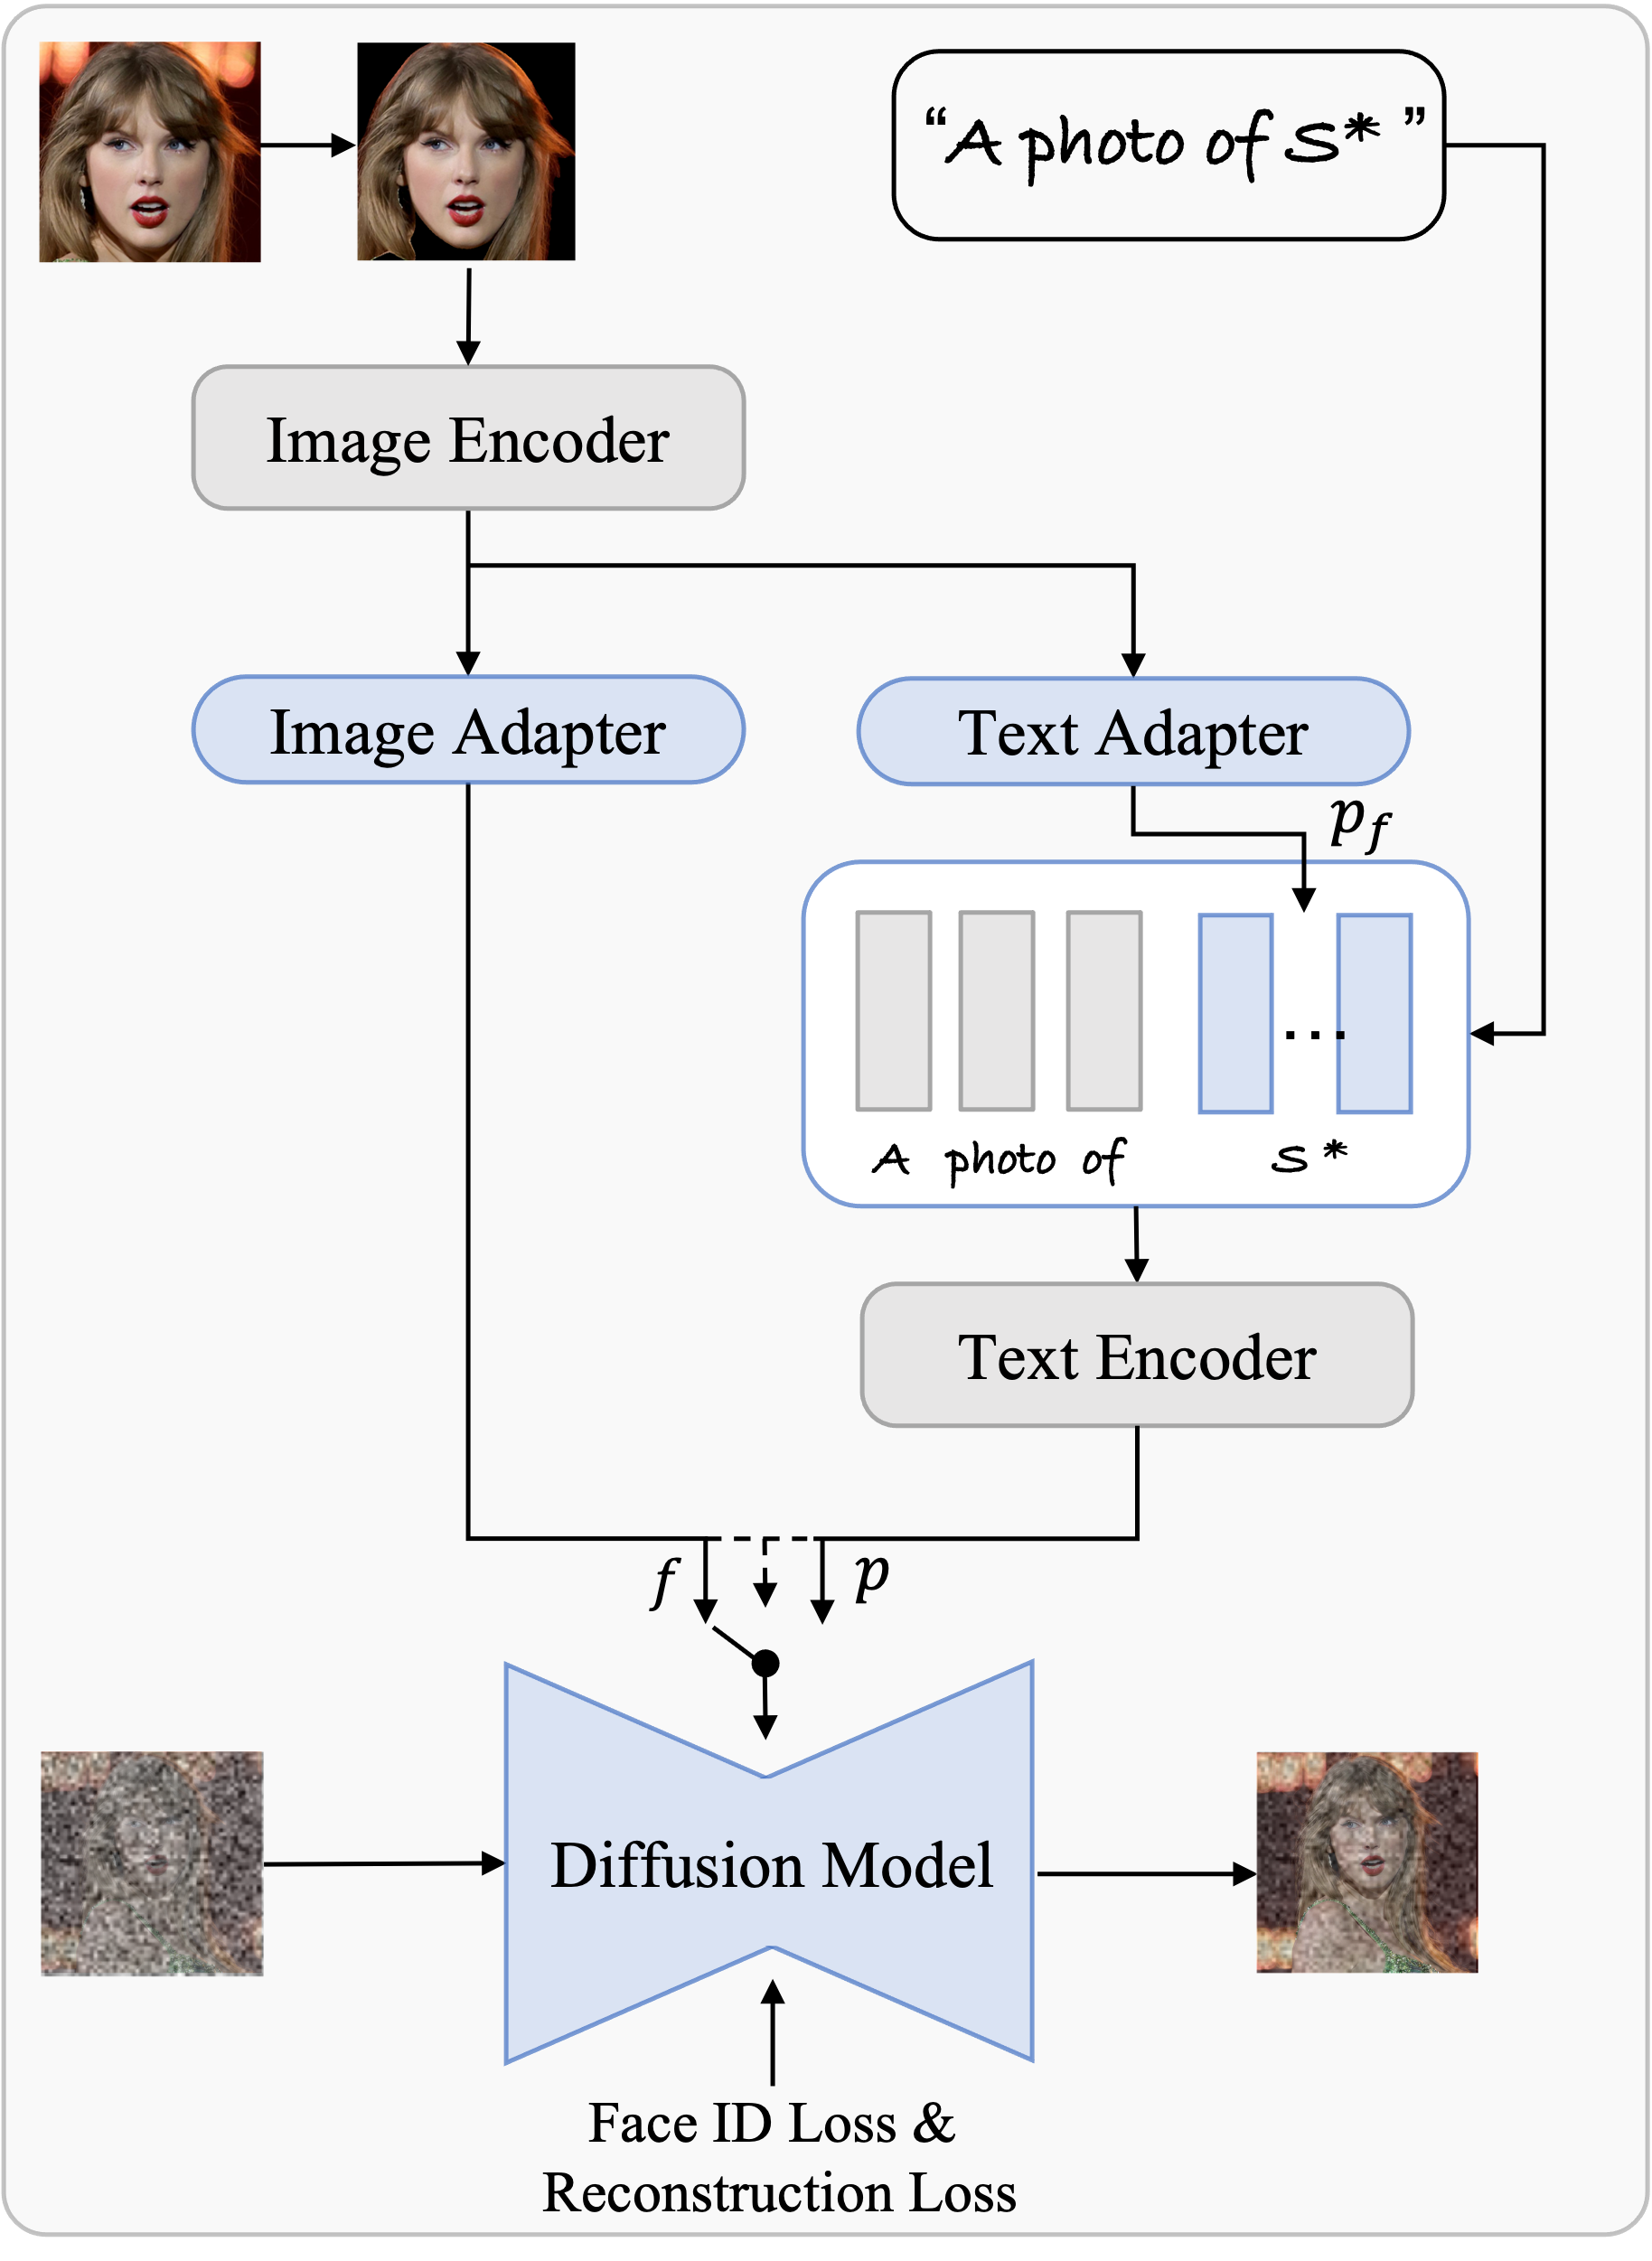 “A photo of S*”
Image Encoder
Image Adapter
Text Adapter
p_f
...
A photo of S*
Text Encoder
f
p
Diffusion Model
Face ID Loss &
Reconstruction Loss